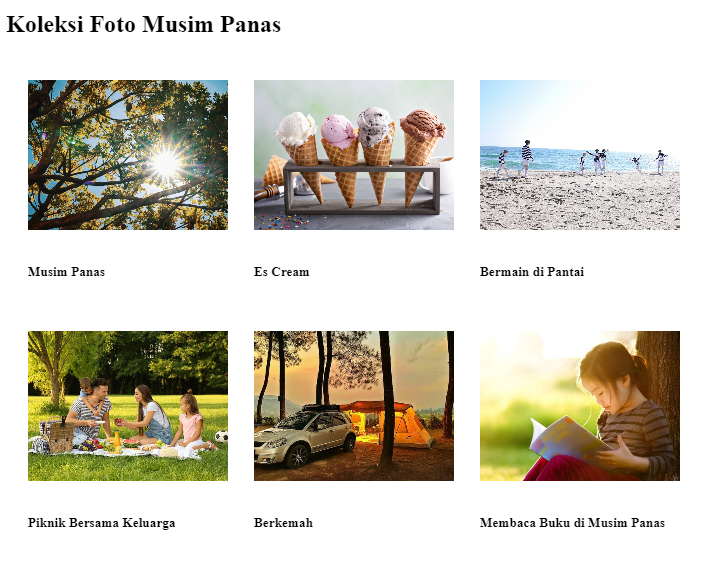 Koleksi Foto Musim Panas
Musim Panas
Es Cream
Bermain di Pantai
Piknik Bersama Keluarga
Berkemah
Membaca Buku di Musim Panas